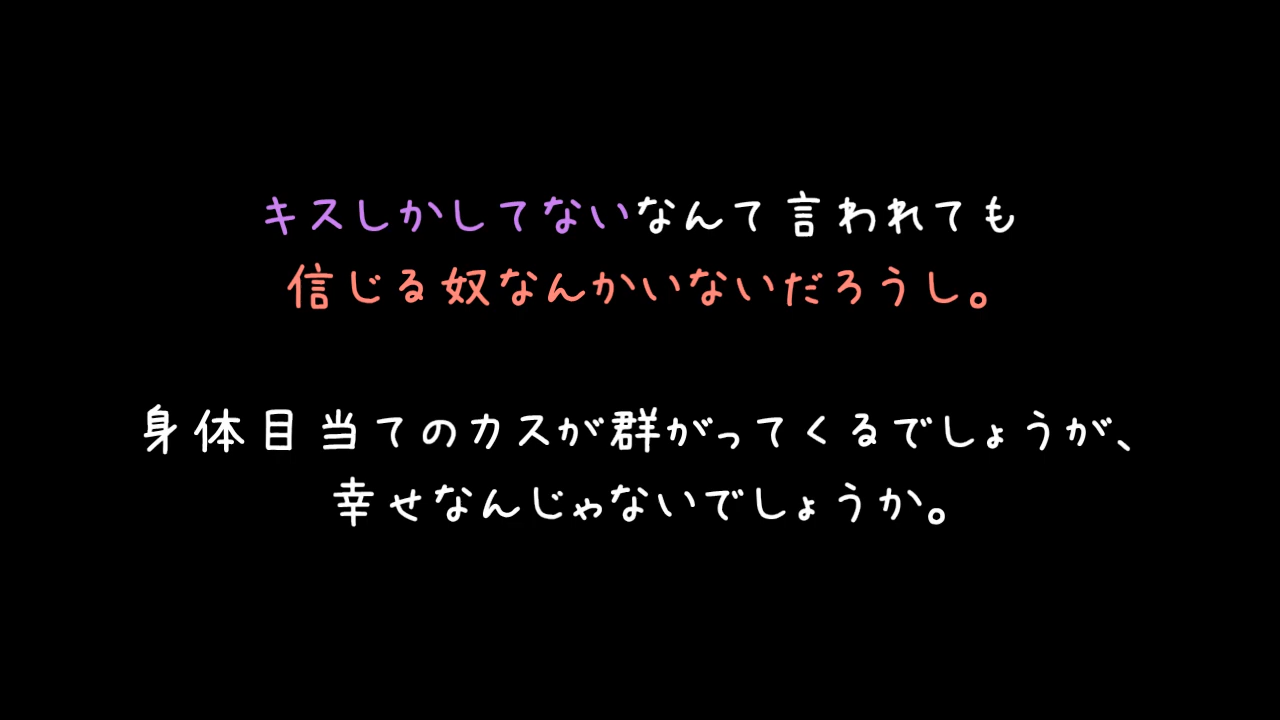 キスしかしてないなんて言われても
信じる奴なんかいないだろうし。
身体目当てのカスが群がってくるでしょうが、
幸せなんじゃないでしょうか。